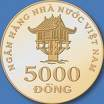 NGÂN HÀNG NHÀ NƯỚC VIỆT NAM
5000
ĐỒNG